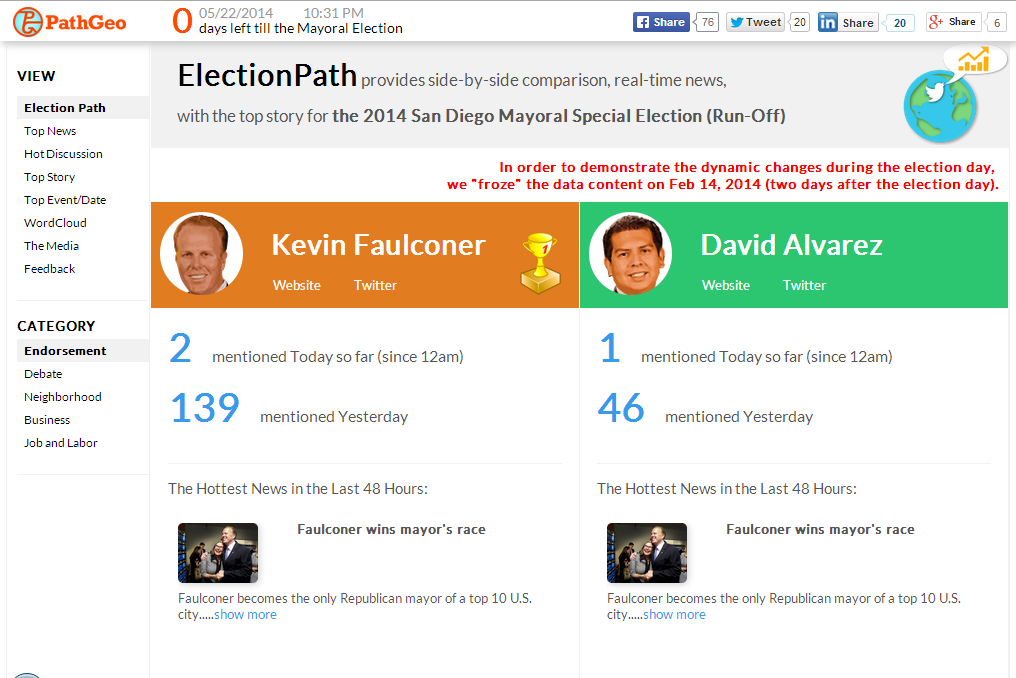 PathGeo
0 05/22/2014 10:31 PM
days left till the Mayoral Election
Share 76 Tweet 20 in Share 20 g+ Share 6
VIEW
Election Path
Top News
Hot Discussion
Top Story
Top Event/Date
WordCloud
The Media
Feedback
CATEGORY
Endorsement
Debate
Neighborhood
Business
Job and Labor
ElectionPath provides side-by-side comparison, real-time news,
with the top story for the 2014 San Diego Mayoral Special Election (Run-Off)
In order to demonstrate the dynamic changes during the election day,
we "froze" the data content on Feb 14, 2014 (two days after the election day).
Kevin Faulconer
Website Twitter
1
2 mentioned Today so far (since 12am)
139 mentioned Yesterday
The Hottest News in the Last 48 Hours:
Faulconer wins mayor's race
Faulconer becomes the only Republican mayor of a top 10 U.S.
city.....show more
David Alvarez
Website Twitter
1 mentioned Today so far (since 12am)
46 mentioned Yesterday
The Hottest News in the Last 48 Hours:
Faulconer wins mayor's race
Faulconer becomes the only Republican mayor of a top 10 U.S.
city.....show more